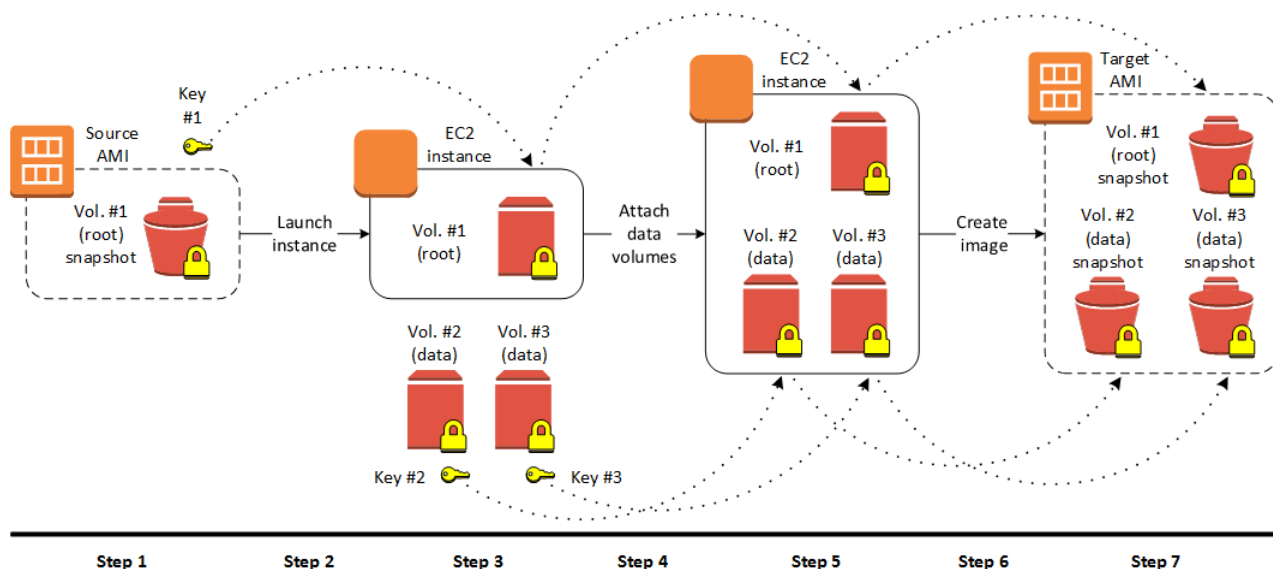 Source
AMI
Key
#1
Vol. #1
(root)
snapshot
Launch
instance
EC2
instance
Vol. #1
(root)
Vol. #2
(data)
Vol. #3
(data)
Key #2
Key #3
Attach
data
volumes
EC2
instance
Vol. #1
(root)
Vol. #2
(data)
Vol. #3
(data)
Create
image
Target
AMI
Vol. #1
(root)
snapshot
Vol. #2
(data)
snapshot
Vol. #3
(data)
snapshot
Step 1
Step 2
Step 3
Step 4
Step 5
Step 6
Step 7